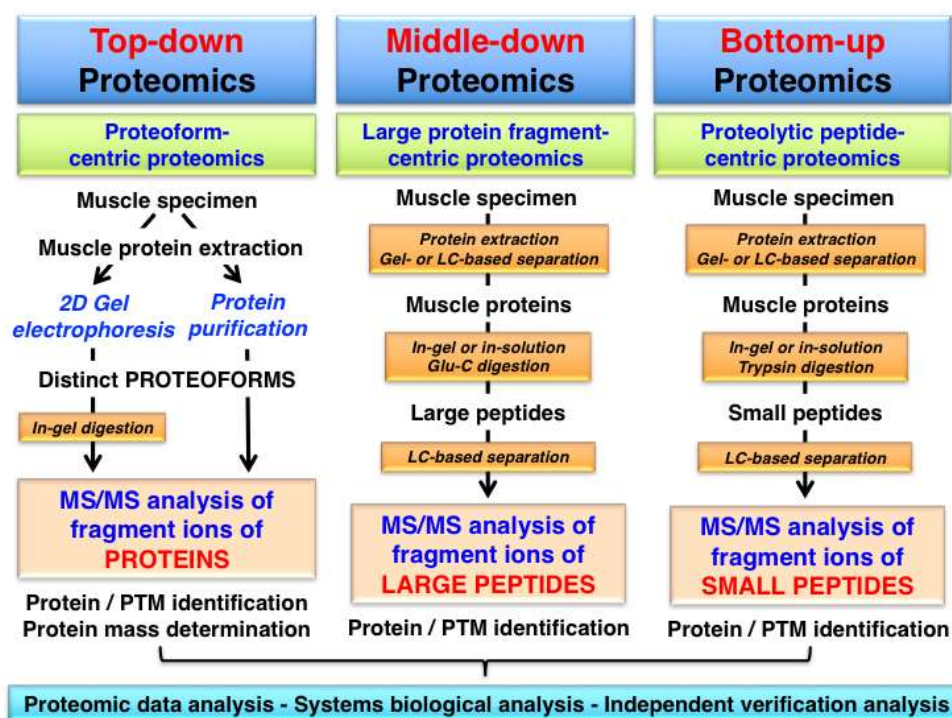 Top-down
Proteomics
Proteoform-
centric proteomics
Muscle specimen
Muscle protein extraction
2D Gel
electrophoresis
Protein
purification
Distinct PROTEOFORMS
In-gel digestion
MS/MS analysis of
fragment ions of
PROTEINS
Protein / PTM identification
Protein mass determination
Middle-down
Proteomics
Large protein fragment-
centric proteomics
Muscle specimen
Protein extraction
Gel- or LC-based separation
Muscle proteins
In-gel or in-solution
Glu-C digestion
Large peptides
LC-based separation
MS/MS analysis of
fragment ions of
LARGE PEPTIDES
Protein / PTM identification
Bottom-up
Proteomics
Proteolytic peptide-
centric proteomics
Muscle specimen
Protein extraction
Gel- or LC-based separation
Muscle proteins
In-gel or in-solution
Trypsin digestion
Small peptides
LC-based separation
MS/MS analysis of
fragment ions of
SMALL PEPTIDES
Protein / PTM identification
Proteomic data analysis - Systems biological analysis - Independent verification analysis